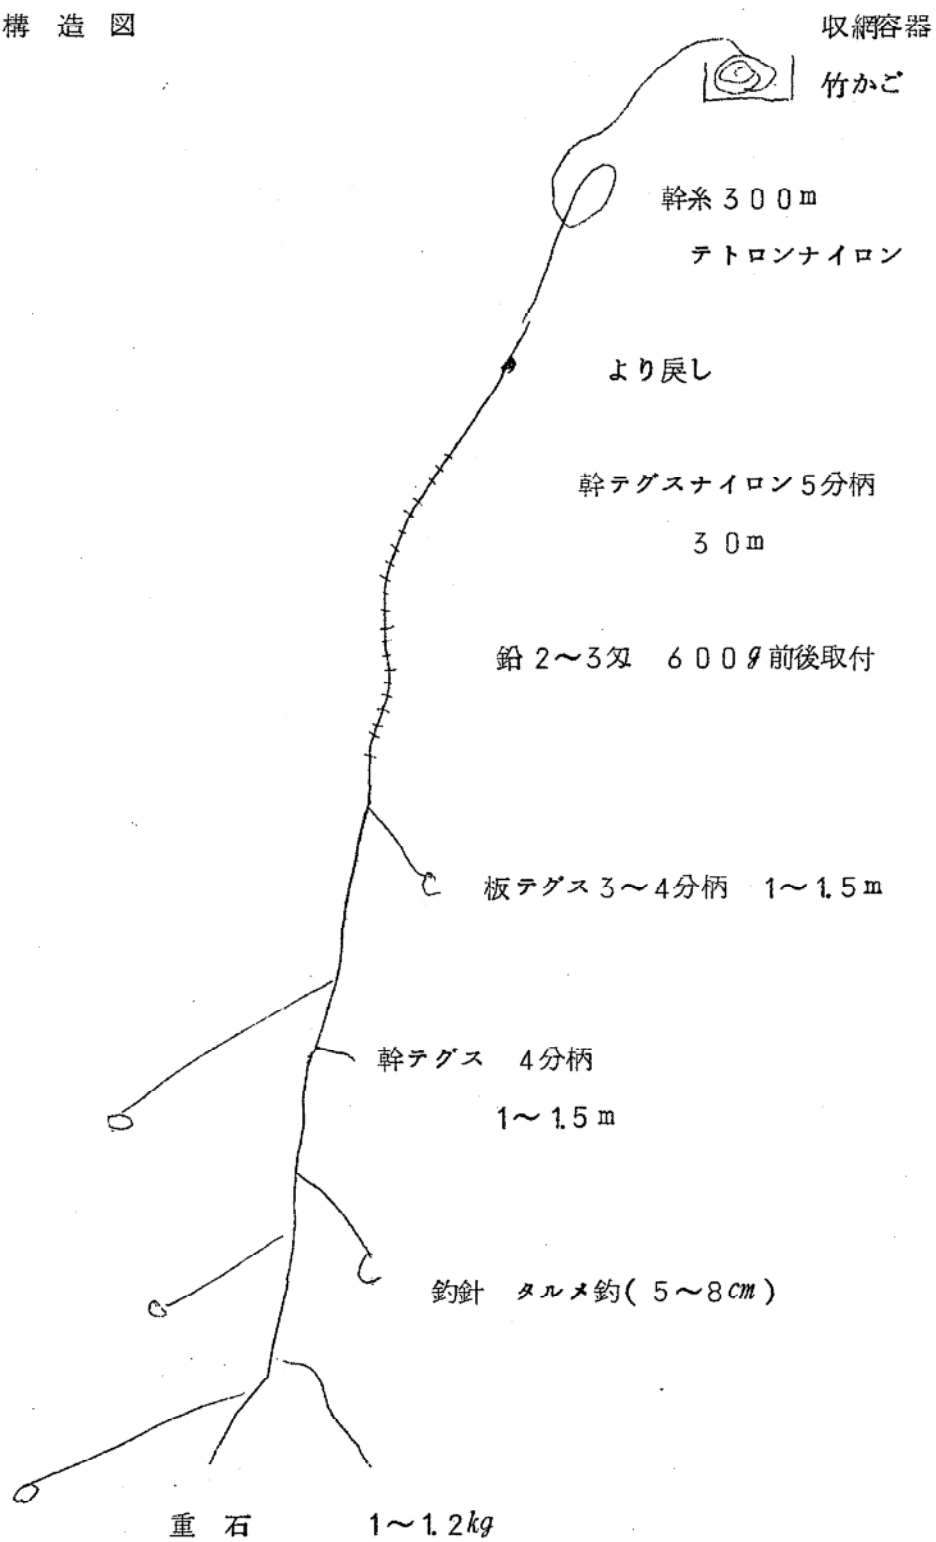 構造図
収網容器
竹かご
幹糸300m
テトロンナイロン
より戻し
幹テグスナイロン5分柄
30m
鉛2〜3匁 600g前後取付
板テグス3〜4分柄 1〜1.5m
幹テグス 4分柄
1〜1.5m
釣針 タルメ釣(5〜8cm)
重石 1〜1.2kg